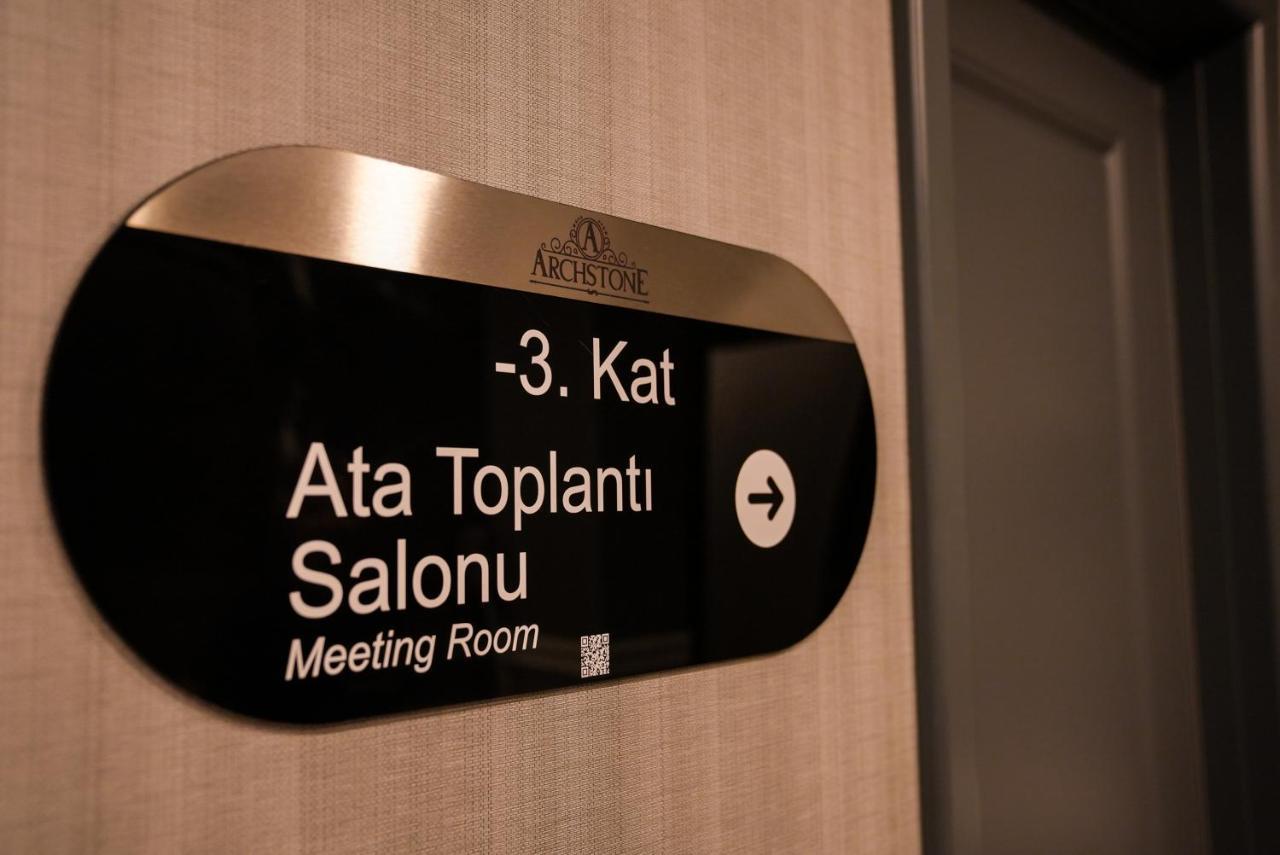 A
ARCHSTONE
-3. Kat
Ata Toplantı
Salonu
Meeting Room